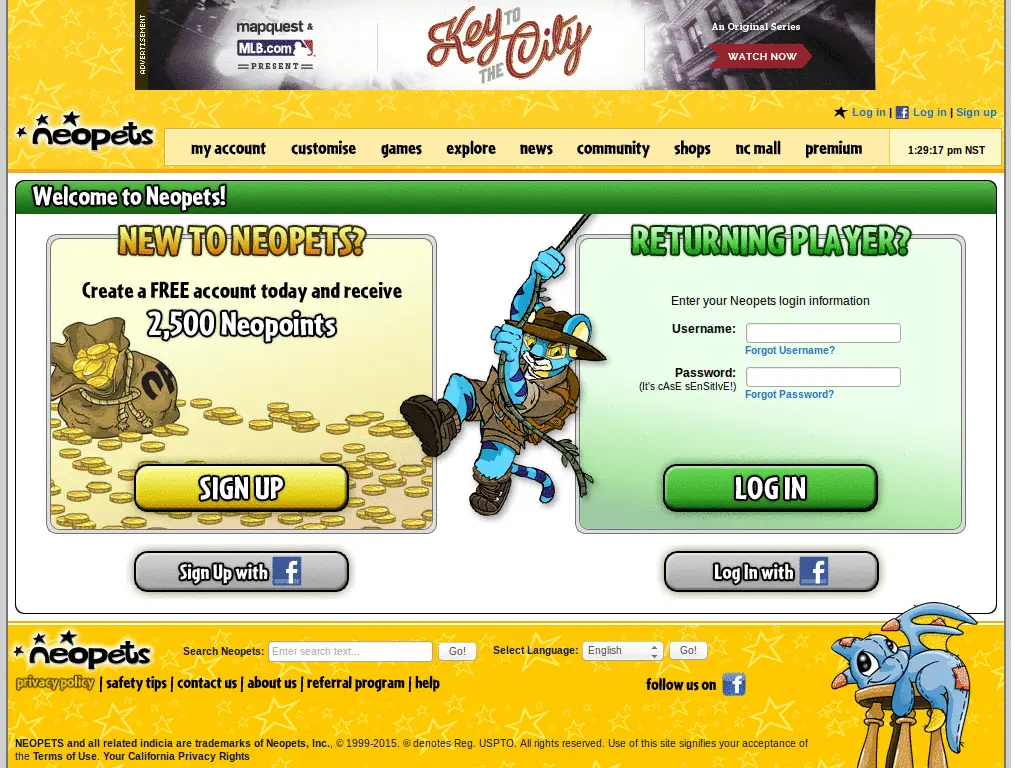 ADVERTISEMENT
mapquest &
MLB.com
PRESENT
Key to the City
An Original Series
WATCH NOW
Log in | Log in | Sign up
neopets
my account customise games explore news community shops nc mall premium 1:29:17 pm NST
Welcome to Neopets!
NEW TO NEOPETS?
Create a FREE account today and receive
2,500 Neopoints
SIGN UP
Sign Up with f
RETURNING PLAYER?
Enter your Neopets login information
Username:
Forgot Username?
Password:
(It's cAsE sEnSitIvE!)
Forgot Password?
LOG IN
Log In with f
neopets
Search Neopets: Enter search text... Go! Select Language: English Go!
privacy policy | safety tips | contact us | about us | referral program | help
follow us on f
NEOPETS and all related indicia are trademarks of Neopets, Inc., © 1999-2015. ® denotes Reg. USPTO. All rights reserved. Use of this site signifies your acceptance of
the Terms of Use. Your California Privacy Rights